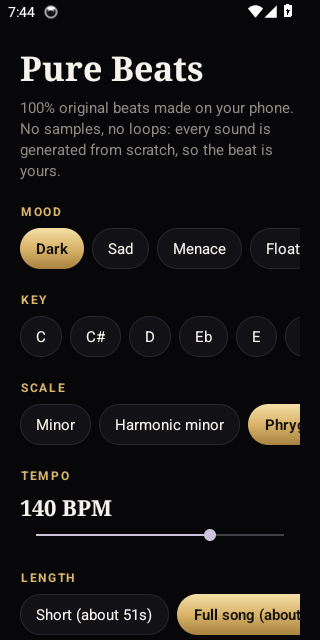 7:44
Pure Beats
100% original beats made on your phone.
No samples, no loops: every sound is
generated from scratch, so the beat is
yours.
MOOD
Dark Sad Menace Float
KEY
C C# D Eb E
SCALE
Minor Harmonic minor Phryg
TEMPO
140 BPM
LENGTH
Short (about 51s) Full song (about